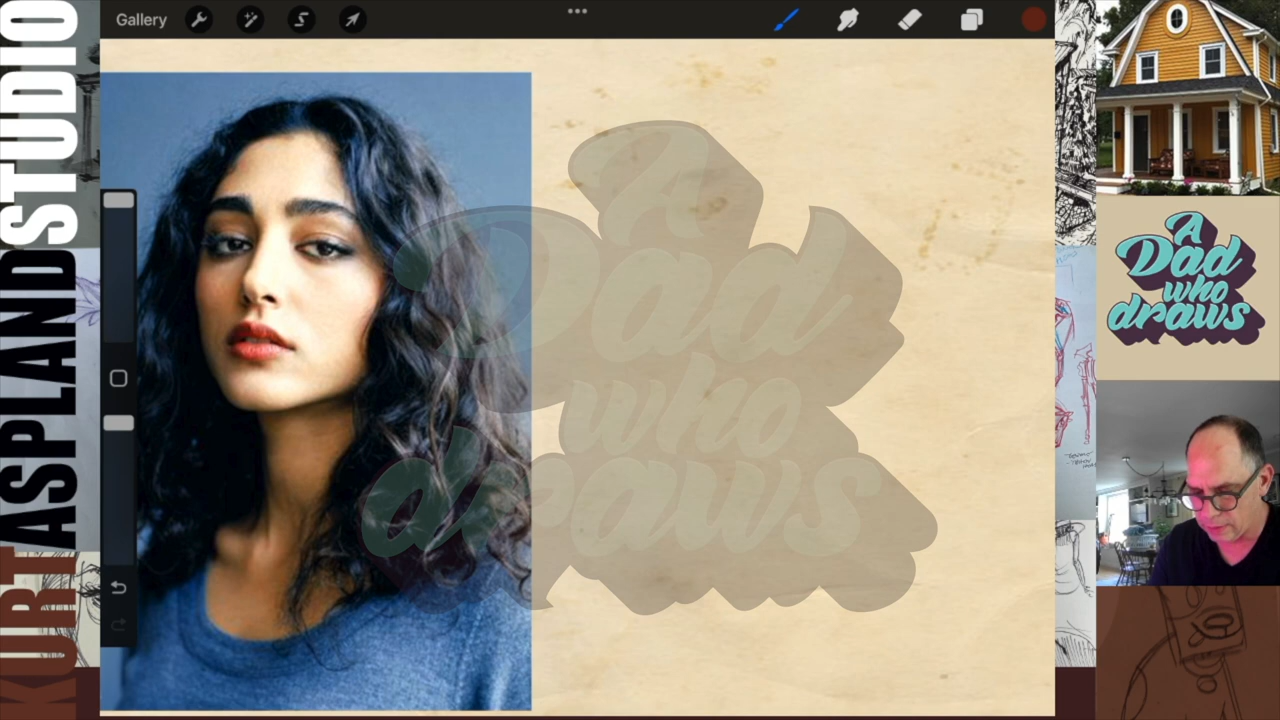 Gallery
KURT ASPLAND STUDIO
A
Dad
who
draws
A
Dad
who
draws